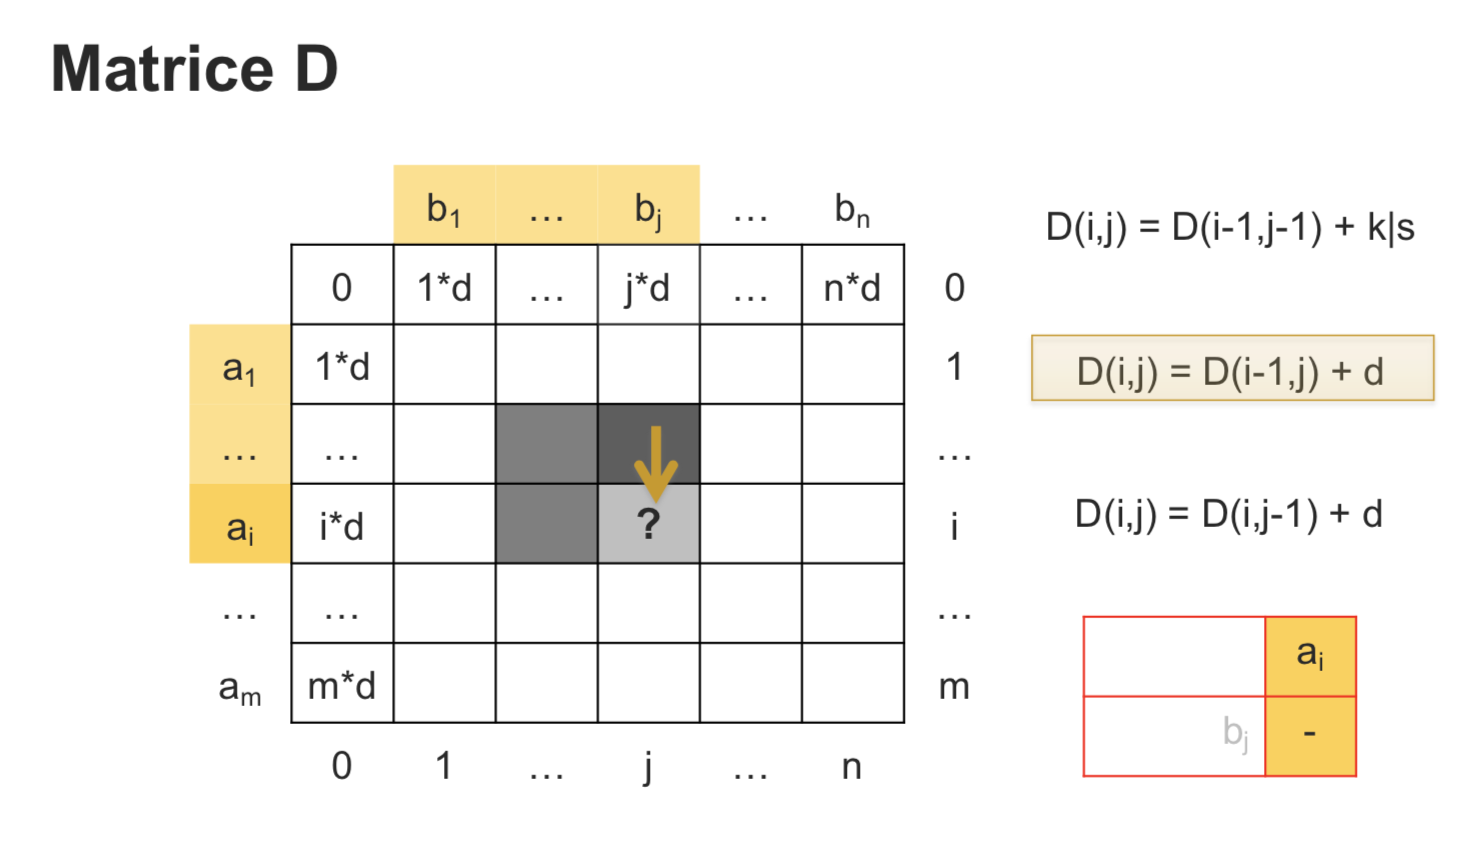 Matrice D
b1 … bj … bn
0 1*d … j*d … n*d 0
a1 1*d 1
… … …
ai i*d ? i
… … …
am m*d m
0 1 … j … n
D(i,j) = D(i-1,j-1) + k|s
D(i,j) = D(i-1,j) + d
D(i,j) = D(i,j-1) + d
ai
bj -